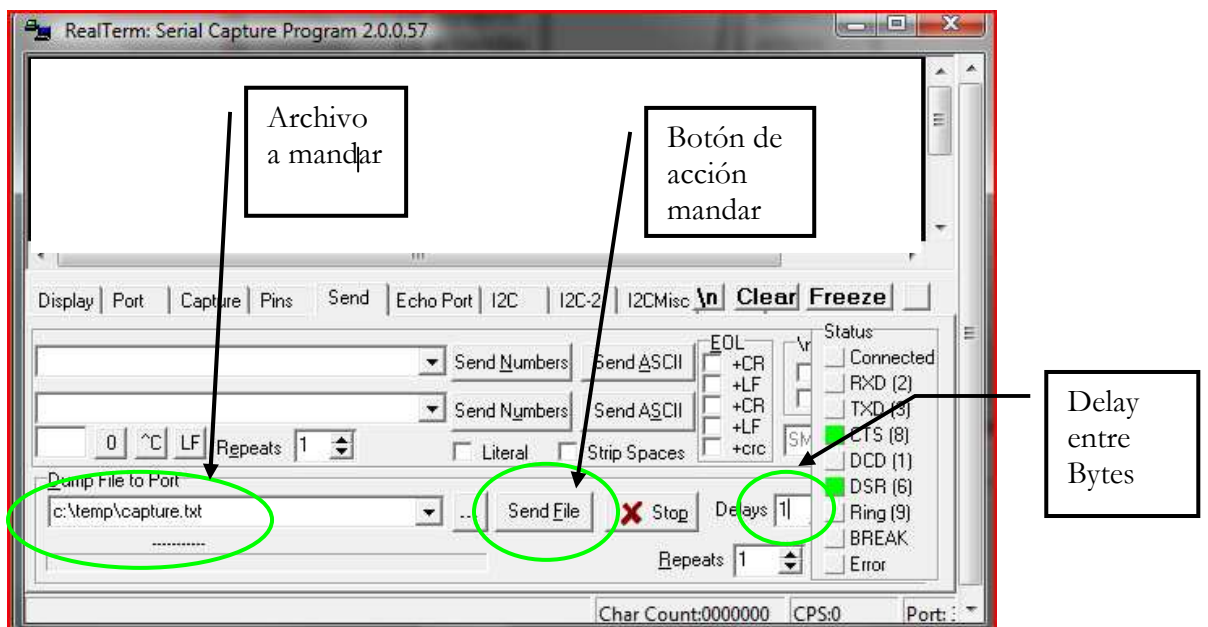 RealTerm: Serial Capture Program 2.0.0.57
Archivo
a mandar
Botón de
acción
mandar
Display Port Capture Pins Send Echo Port I2C I2C-2 I2CMisc \n Clear Freeze
Status
Connected
RXD (2)
TXD (3)
CTS (8)
DCD (1)
DSR (6)
Ring (9)
BREAK
Error
Send Numbers Send ASCII
EOL
+CR
+LF
Send Numbers Send ASCII
+CR
+LF
+crc
\n
SM
0 ^C LF Repeats 1
Literal Strip Spaces
Dump File to Port
c:\temp\capture.txt
... Send File Stop Delays 1
-----------
Repeats 1
Char Count:0000000 CPS:0 Port:
Delay
entre
Bytes